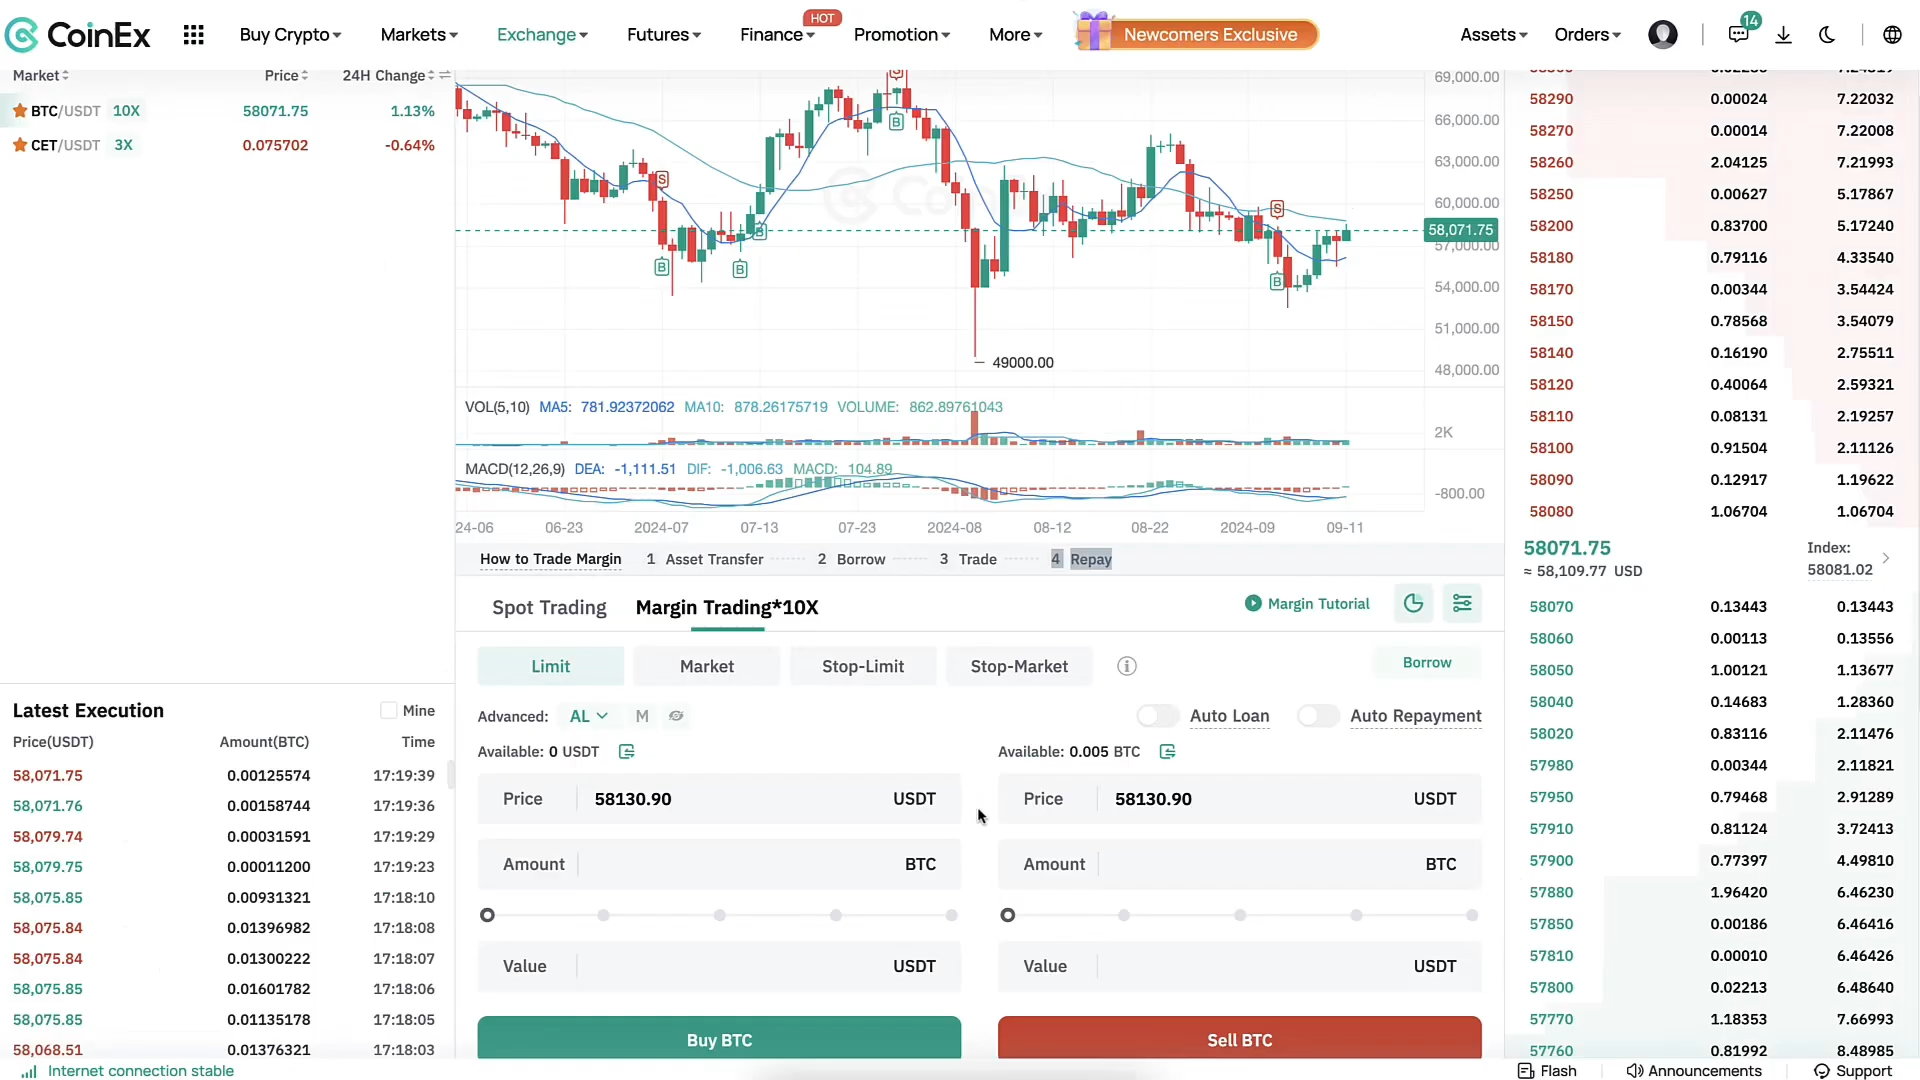 CoinEx
Buy Crypto
Markets
Exchange
Futures
Finance
HOT
Promotion
More
Newcomers Exclusive
Assets
Orders
14
Market Price 24H Change
BTC/USDT 10X 58071.75 1.13%
CET/USDT 3X 0.075702 -0.64%
Latest Execution Mine
Price(USDT) Amount(BTC) Time
58,071.75 0.00125574 17:19:39
58,071.76 0.00158744 17:19:36
58,079.74 0.00031591 17:19:29
58,079.75 0.00011200 17:19:23
58,075.85 0.00931321 17:18:10
58,075.84 0.01396982 17:18:08
58,075.84 0.01300222 17:18:07
58,075.85 0.01601782 17:18:06
58,075.85 0.01135178 17:18:05
58,068.51 0.01376321 17:18:03
Internet connection stable
69,000.00
66,000.00
63,000.00
60,000.00
58,071.75
57,000.00
54,000.00
51,000.00
48,000.00
S
B
S
B
B
B
S
B
49000.00
VOL(5,10) MA5: 781.92372062 MA10: 878.26175719 VOLUME: 862.89761043
2K
MACD(12,26,9) DEA: -1,111.51 DIF: -1,006.63 MACD: 104.89
-800.00
24-06 06-23 2024-07 07-13 07-23 2024-08 08-12 08-22 2024-09 09-11
How to Trade Margin 1 Asset Transfer 2 Borrow 3 Trade 4 Repay
Spot Trading Margin Trading*10X Margin Tutorial
Limit Market Stop-Limit Stop-Market Borrow
Advanced: AL M Auto Loan Auto Repayment
Available: 0 USDT Available: 0.005 BTC
Price 58130.90 USDT Price 58130.90 USDT
Amount BTC Amount BTC
Value USDT Value USDT
Buy BTC Sell BTC
58290 0.00024 7.22032
58270 0.00014 7.22008
58260 2.04125 7.21993
58250 0.00627 5.17867
58200 0.83700 5.17240
58180 0.79116 4.33540
58170 0.00344 3.54424
58150 0.78568 3.54079
58140 0.16190 2.75511
58120 0.40064 2.59321
58110 0.08131 2.19257
58100 0.91504 2.11126
58090 0.12917 1.19622
58080 1.06704 1.06704
58071.75 Index:
≈ 58,109.77 USD 58081.02
58070 0.13443 0.13443
58060 0.00113 0.13556
58050 1.00121 1.13677
58040 0.14683 1.28360
58020 0.83116 2.11476
57980 0.00344 2.11821
57950 0.79468 2.91289
57910 0.81124 3.72413
57900 0.77397 4.49810
57880 1.96420 6.46230
57850 0.00186 6.46416
57810 0.00010 6.46426
57800 0.02213 6.48640
57770 1.18353 7.66993
57760 0.81992 8.48985
Flash Announcements Support